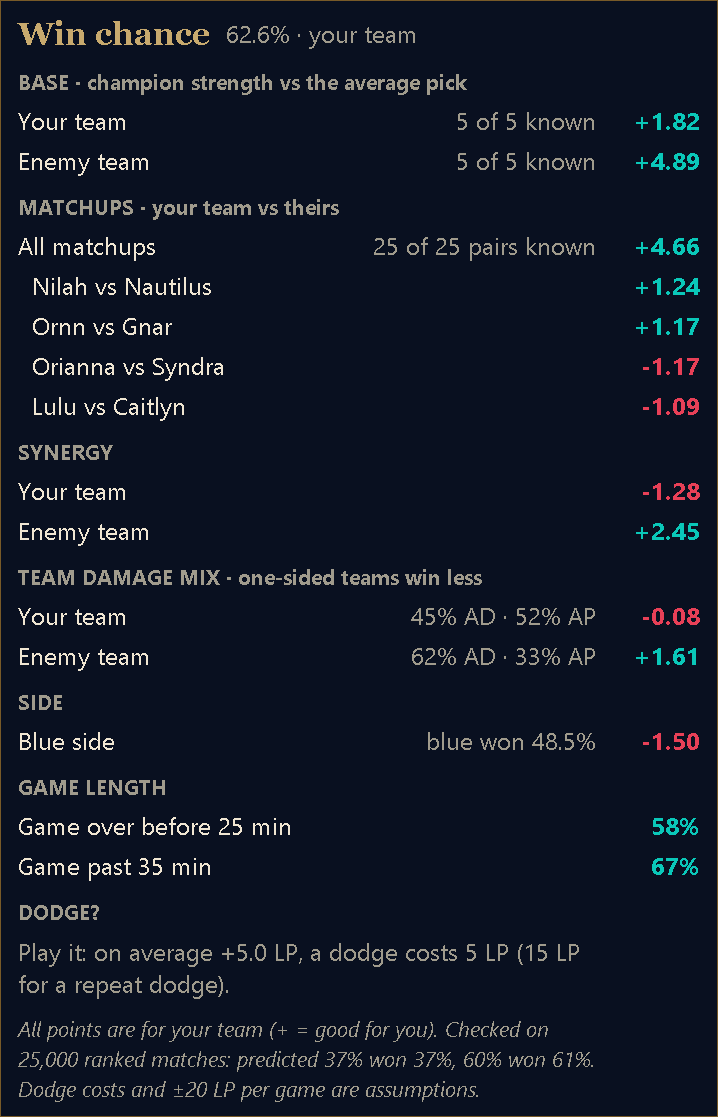 Win chance 62.6% · your team
BASE - champion strength vs the average pick
Your team 5 of 5 known +1.82
Enemy team 5 of 5 known +4.89
MATCHUPS - your team vs theirs
All matchups 25 of 25 pairs known +4.66
Nilah vs Nautilus +1.24
Ornn vs Gnar +1.17
Orianna vs Syndra -1.17
Lulu vs Caitlyn -1.09
SYNERGY
Your team -1.28
Enemy team +2.45
TEAM DAMAGE MIX - one-sided teams win less
Your team 45% AD · 52% AP -0.08
Enemy team 62% AD · 33% AP +1.61
SIDE
Blue side blue won 48.5% -1.50
GAME LENGTH
Game over before 25 min 58%
Game past 35 min 67%
DODGE?
Play it: on average +5.0 LP, a dodge costs 5 LP (15 LP
for a repeat dodge).
All points are for your team (+ = good for you). Checked on
25,000 ranked matches: predicted 37% won 37%, 60% won 61%.
Dodge costs and ±20 LP per game are assumptions.